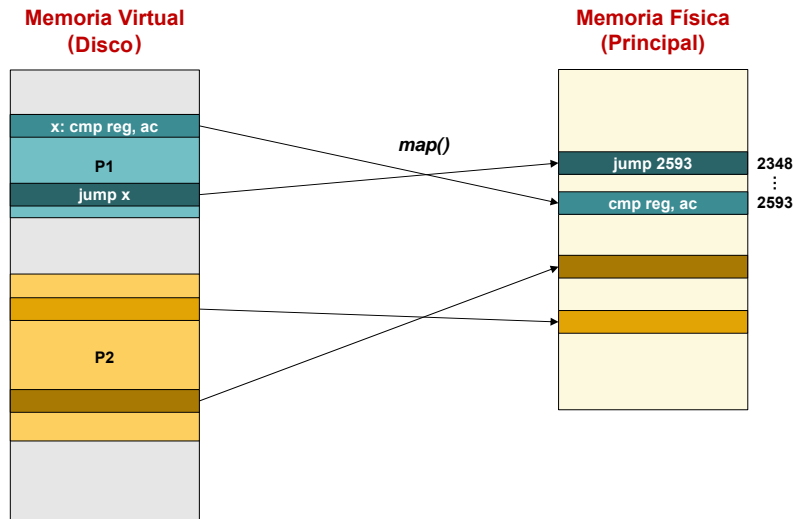 Memoria Virtual
(Disco)
Memoria Física
(Principal)
x: cmp reg, ac
P1
jump x
map()
jump 2593
2348
⋮
cmp reg, ac
2593
P2